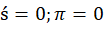 ṡ́ = 0; π = 0